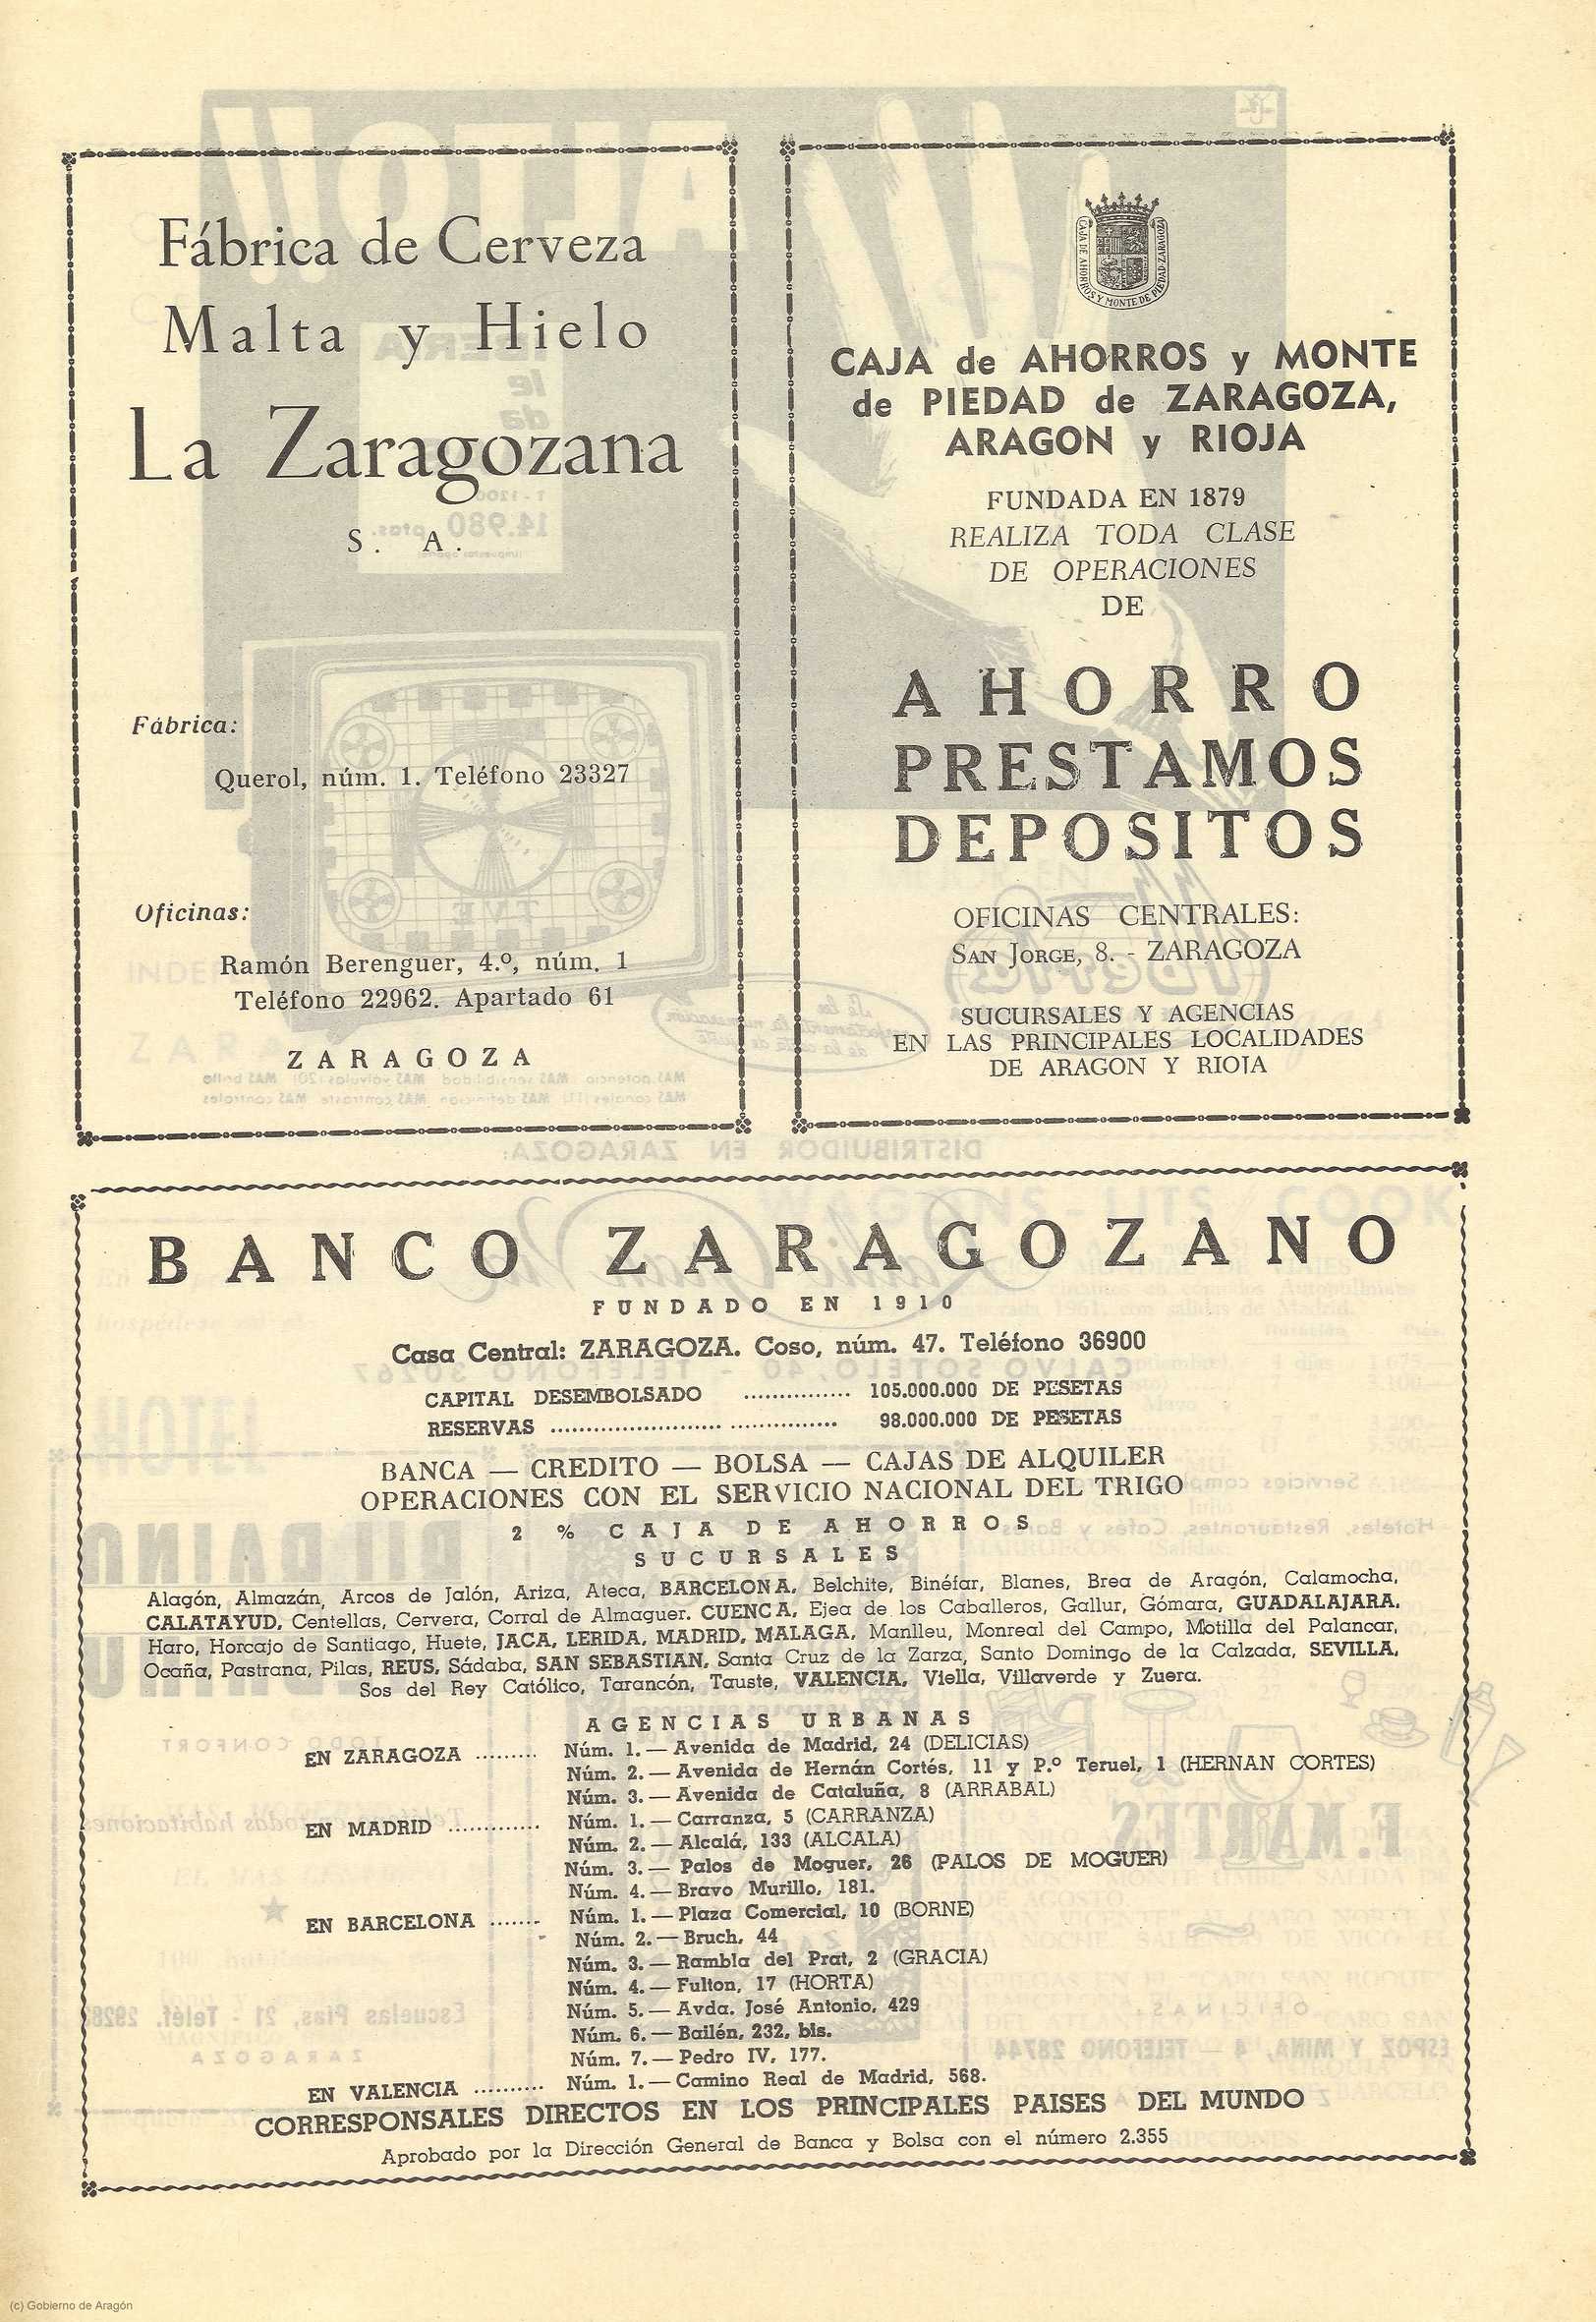 Fábrica de Cerveza
Malta y Hielo
La Zaragozana
S. A.
Fábrica:
Querol, núm. 1. Teléfono 23327
Oficinas:
Ramón Berenguer, 4.º, núm. 1
Teléfono 22962. Apartado 61
ZARAGOZA
CAJA DE AHORROS Y MONTE DE PIEDAD ZARAGOZA
CAJA de AHORROS y MONTE
de PIEDAD de ZARAGOZA,
ARAGON y RIOJA
FUNDADA EN 1879
REALIZA TODA CLASE
DE OPERACIONES
DE
AHORRO
PRESTAMOS
DEPOSITOS
OFICINAS CENTRALES:
SAN JORGE, 8. - ZARAGOZA
SUCURSALES Y AGENCIAS
EN LAS PRINCIPALES LOCALIDADES
DE ARAGON Y RIOJA
BANCO ZARAGOZANO
FUNDADO EN 1910
Casa Central: ZARAGOZA. Coso, núm. 47. Teléfono 36900
CAPITAL DESEMBOLSADO ............... 105.000.000 DE PESETAS
RESERVAS ........................ ............... 98.000.000 DE PESETAS
BANCA — CREDITO — BOLSA — CAJAS DE ALQUILER
OPERACIONES CON EL SERVICIO NACIONAL DEL TRIGO
2 % CAJA DE AHORROS
SUCURSALES
Alagón, Almazán, Arcos de Jalón, Ariza, Ateca, BARCELONA, Belchite, Binéfar, Blanes, Brea de Aragón, Calamocha,
CALATAYUD, Centellas, Cervera, Corral de Almaguer. CUENCA, Ejea de los Caballeros, Gallur, Gómara, GUADALAJARA,
Haro, Horcajo de Santiago, Huete, JACA, LERIDA, MADRID, MALAGA, Manlleu, Monreal del Campo, Motilla del Palancar,
Ocaña, Pastrana, Pilas, REUS, Sádaba, SAN SEBASTIAN, Santa Cruz de la Zarza, Santo Domingo de la Calzada, SEVILLA,
Sos del Rey Católico, Tarancón, Tauste, VALENCIA, Viella, Villaverde y Zuera.
AGENCIAS URBANAS
EN ZARAGOZA ......... Núm. 1.—Avenida de Madrid, 24 (DELICIAS)
Núm. 2.—Avenida de Hernán Cortés, 11 y P.º Teruel, 1 (HERNAN CORTES)
Núm. 3.—Avenida de Cataluña, 8 (ARRABAL)
EN MADRID ............. Núm. 1.—Carranza, 5 (CARRANZA)
Núm. 2.—Alcalá, 133 (ALCALA)
Núm. 3.—Palos de Moguer, 26 (PALOS DE MOGUER)
Núm. 4.—Bravo Murillo, 181.
EN BARCELONA ....... Núm. 1.—Plaza Comercial, 10 (BORNE)
Núm. 2.—Bruch, 44
Núm. 3.—Rambla del Prat, 2 (GRACIA)
Núm. 4.—Fulton, 17 (HORTA)
Núm. 5.—Avda. José Antonio, 429
Núm. 6.—Bailén, 232, bis.
Núm. 7.—Pedro IV, 177.
EN VALENCIA .......... Núm. 1.—Camino Real de Madrid, 568.
CORRESPONSALES DIRECTOS EN LOS PRINCIPALES PAISES DEL MUNDO
Aprobado por la Dirección General de Banca y Bolsa con el número 2.355
(c) Gobierno de Aragón